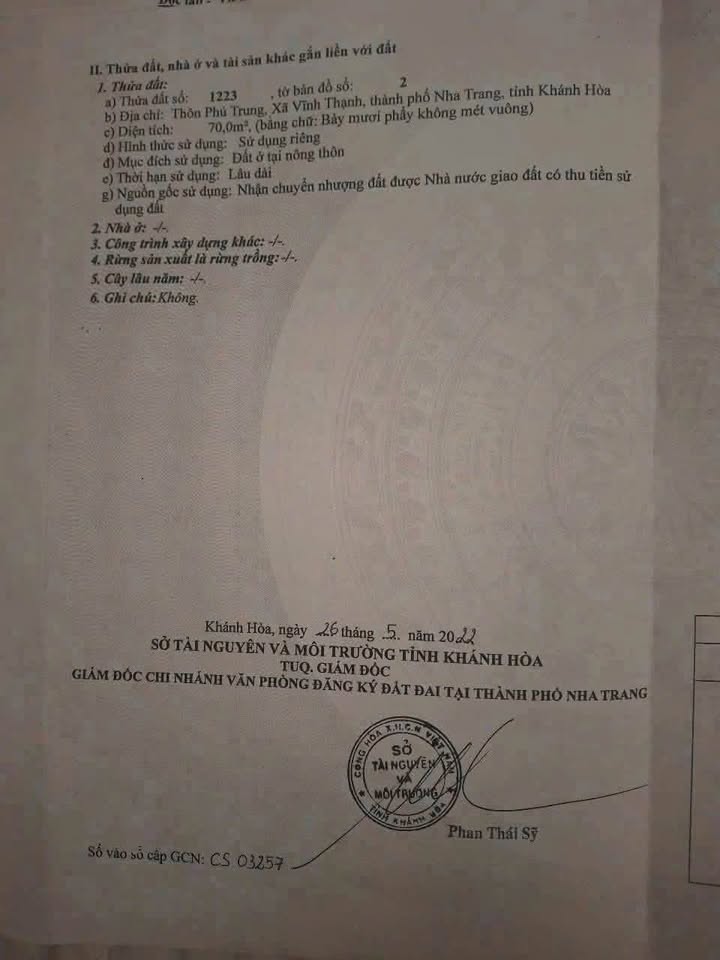 II. Thửa đất, nhà ở và tài sản khác gắn liền với đất
1. Thửa đất:
a) Thửa đất số: 1223 , tờ bản đồ số: 2
b) Địa chỉ: Thôn Phú Trung, Xã Vĩnh Thạnh, thành phố Nha Trang, tỉnh Khánh Hòa
c) Diện tích: 70,0m², (bằng chữ: Bảy mươi phẩy không mét vuông)
d) Hình thức sử dụng: Sử dụng riêng
đ) Mục đích sử dụng: Đất ở tại nông thôn
e) Thời hạn sử dụng: Lâu dài
g) Nguồn gốc sử dụng: Nhận chuyển nhượng đất được Nhà nước giao đất có thu tiền sử
dụng đất
2. Nhà ở: -/-.
3. Công trình xây dựng khác: -/-.
4. Rừng sản xuất là rừng trồng: -/-.
5. Cây lâu năm: -/-.
6. Ghi chú: Không.
Khánh Hòa, ngày 26 tháng 5 năm 2022
SỞ TÀI NGUYÊN VÀ MÔI TRƯỜNG TỈNH KHÁNH HÒA
TUQ. GIÁM ĐỐC
GIÁM ĐỐC CHI NHÁNH VĂN PHÒNG ĐĂNG KÝ ĐẤT ĐAI TẠI THÀNH PHỐ NHA TRANG
CỘNG HÒA X.H.C.N VIỆT NAM
SỞ
TÀI NGUYÊN
VÀ
MÔI TRƯỜNG
TỈNH KHÁNH HÒA
Phan Thái Sỹ
Số vào sổ cấp GCN: CS 03257